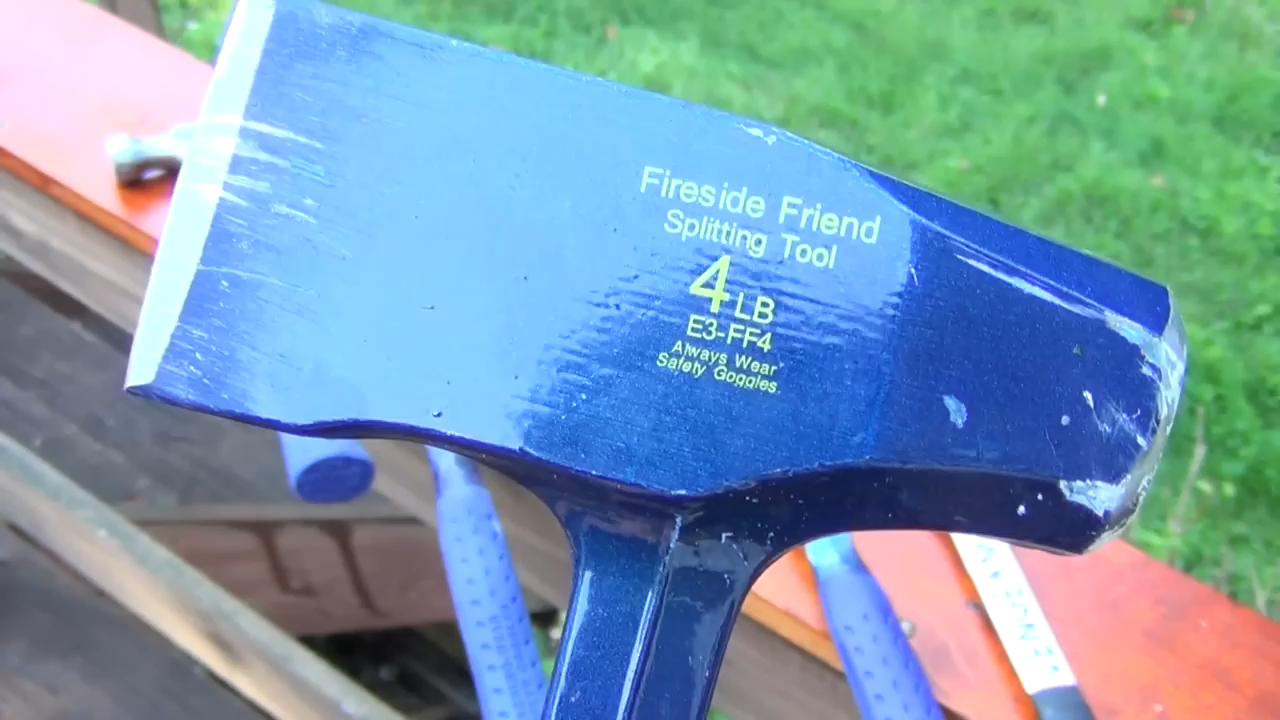 Fireside Friend
Splitting Tool
4 LB
E3-FF4
Always Wear
Safety Goggles